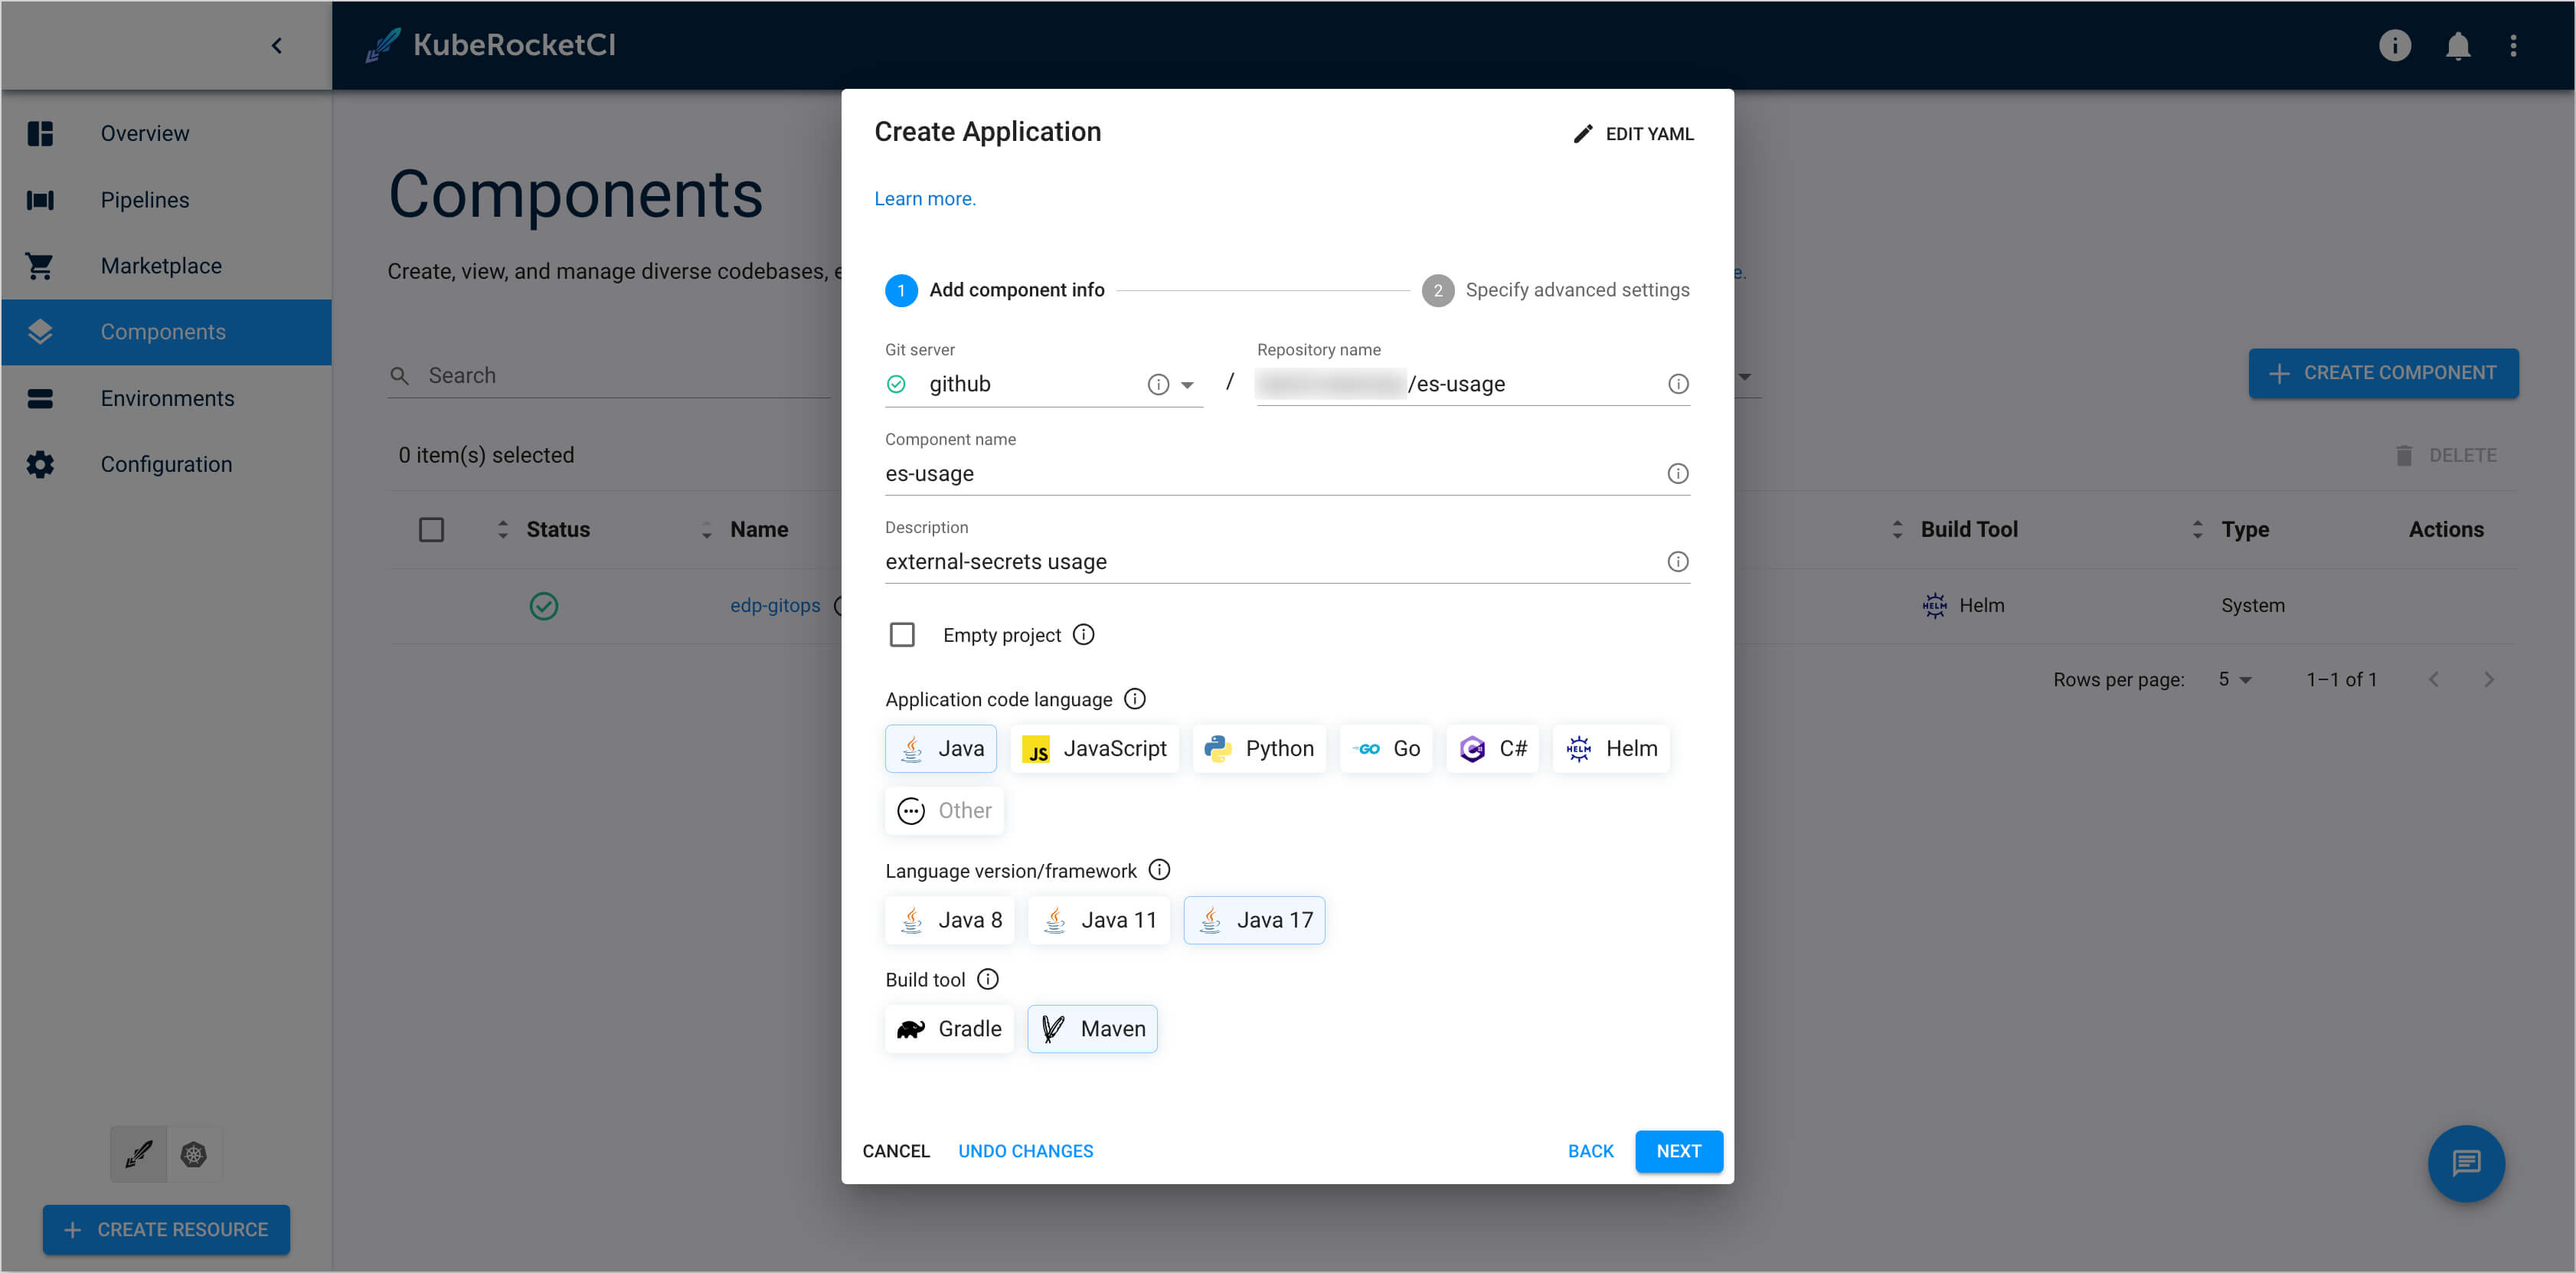 KubeRocketCI
Overview
Pipelines
Marketplace
Components
Environments
Configuration
CREATE RESOURCE
Components
Create, view, and manage diverse codebases, e
e.
Search
CREATE COMPONENT
0 item(s) selected
DELETE
Status Name Build Tool Type Actions
edp-gitops HELM Helm System
Rows per page: 5 1–1 of 1
Create Application
EDIT YAML
Learn more.
1 Add component info 2 Specify advanced settings
Git server Repository name
github / /es-usage
Component name
es-usage
Description
external-secrets usage
Empty project
Application code language
Java JS JavaScript Python GO Go C# HELM Helm
Other
Language version/framework
Java 8 Java 11 Java 17
Build tool
Gradle Maven
CANCEL UNDO CHANGES BACK NEXT